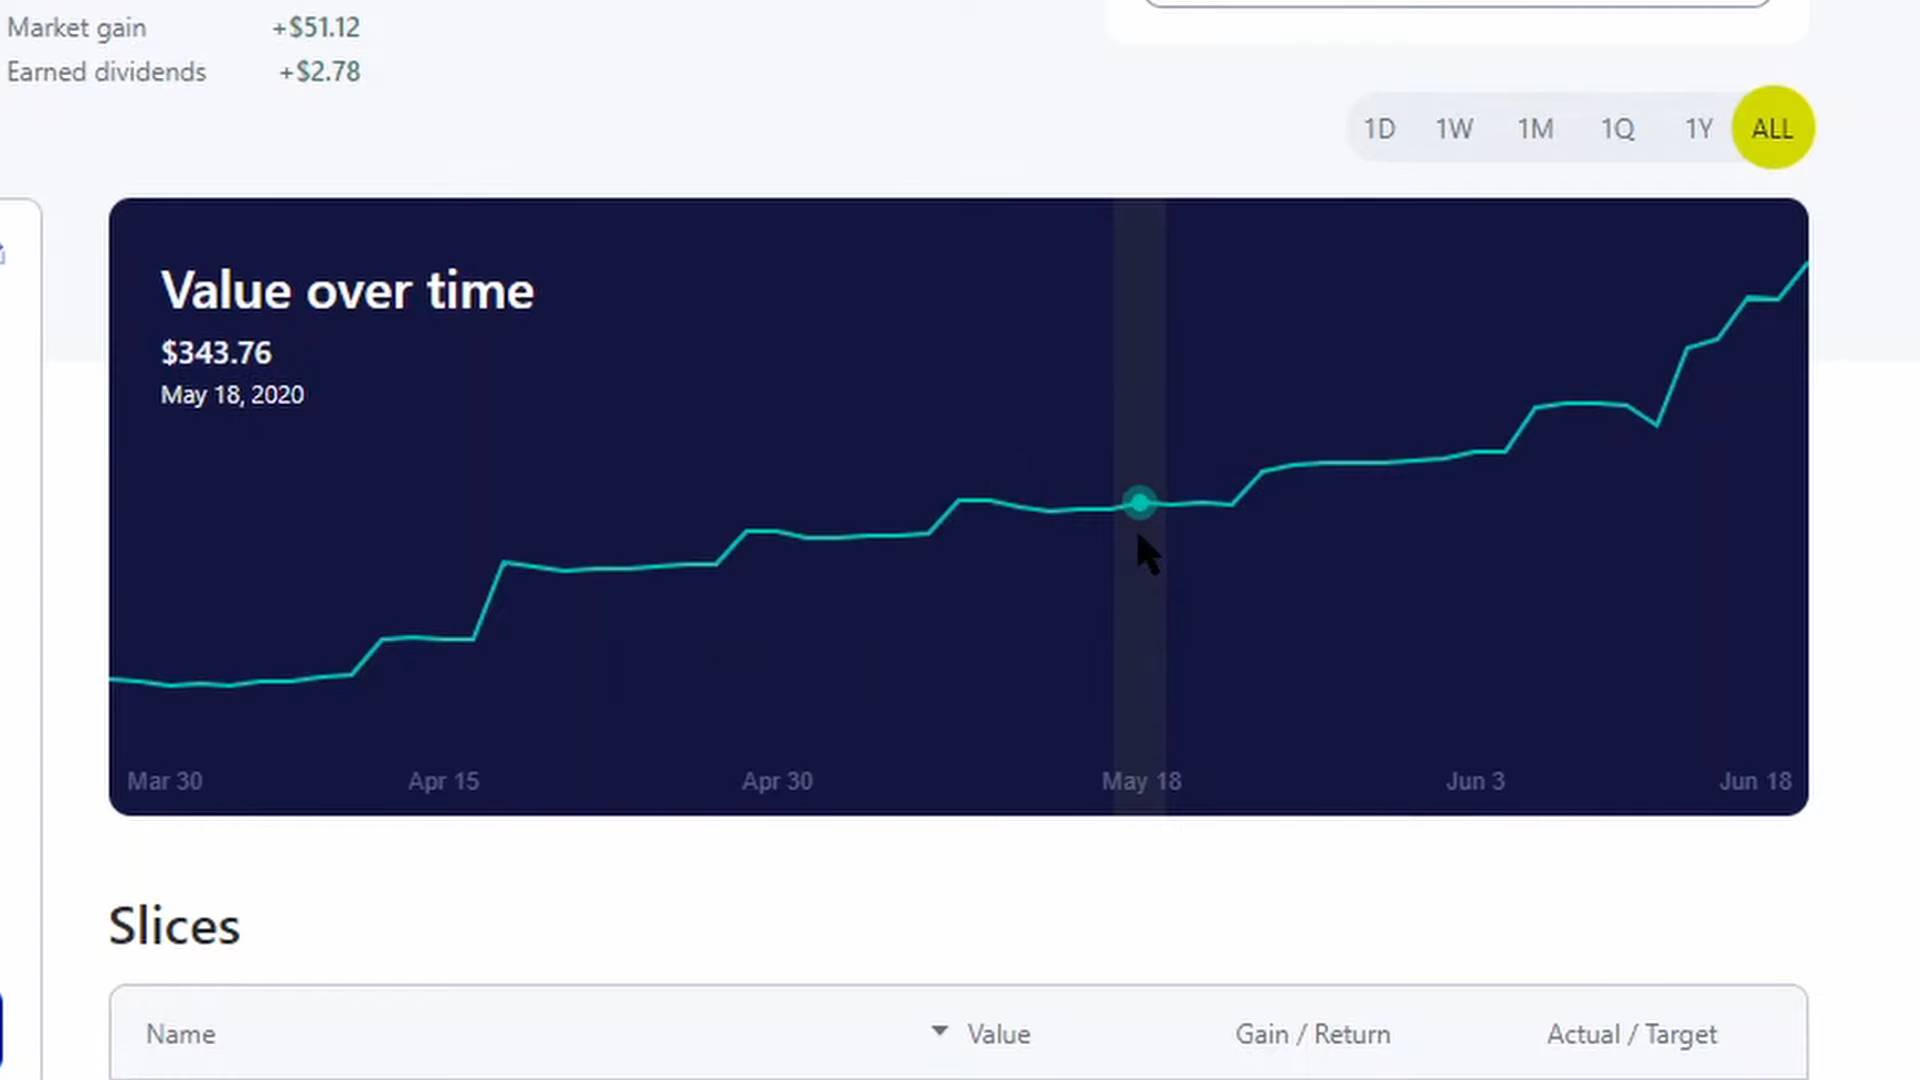 Market gain +$51.12
Earned dividends +$2.78
1D 1W 1M 1Q 1Y ALL
Value over time
$343.76
May 18, 2020
Mar 30 Apr 15 Apr 30 May 18 Jun 3 Jun 18
Slices
Name Value Gain / Return Actual / Target